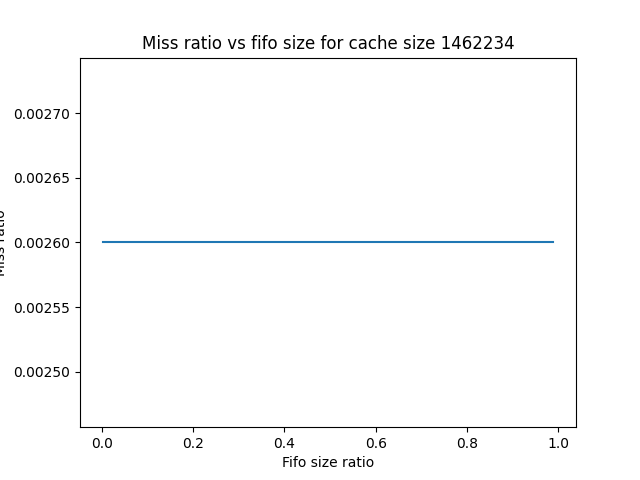 Miss ratio vs fifo size for cache size 1462234
0.00270
0.00265
0.00260
0.00255
0.00250
Miss ratio
0.0 0.2 0.4 0.6 0.8 1.0
Fifo size ratio